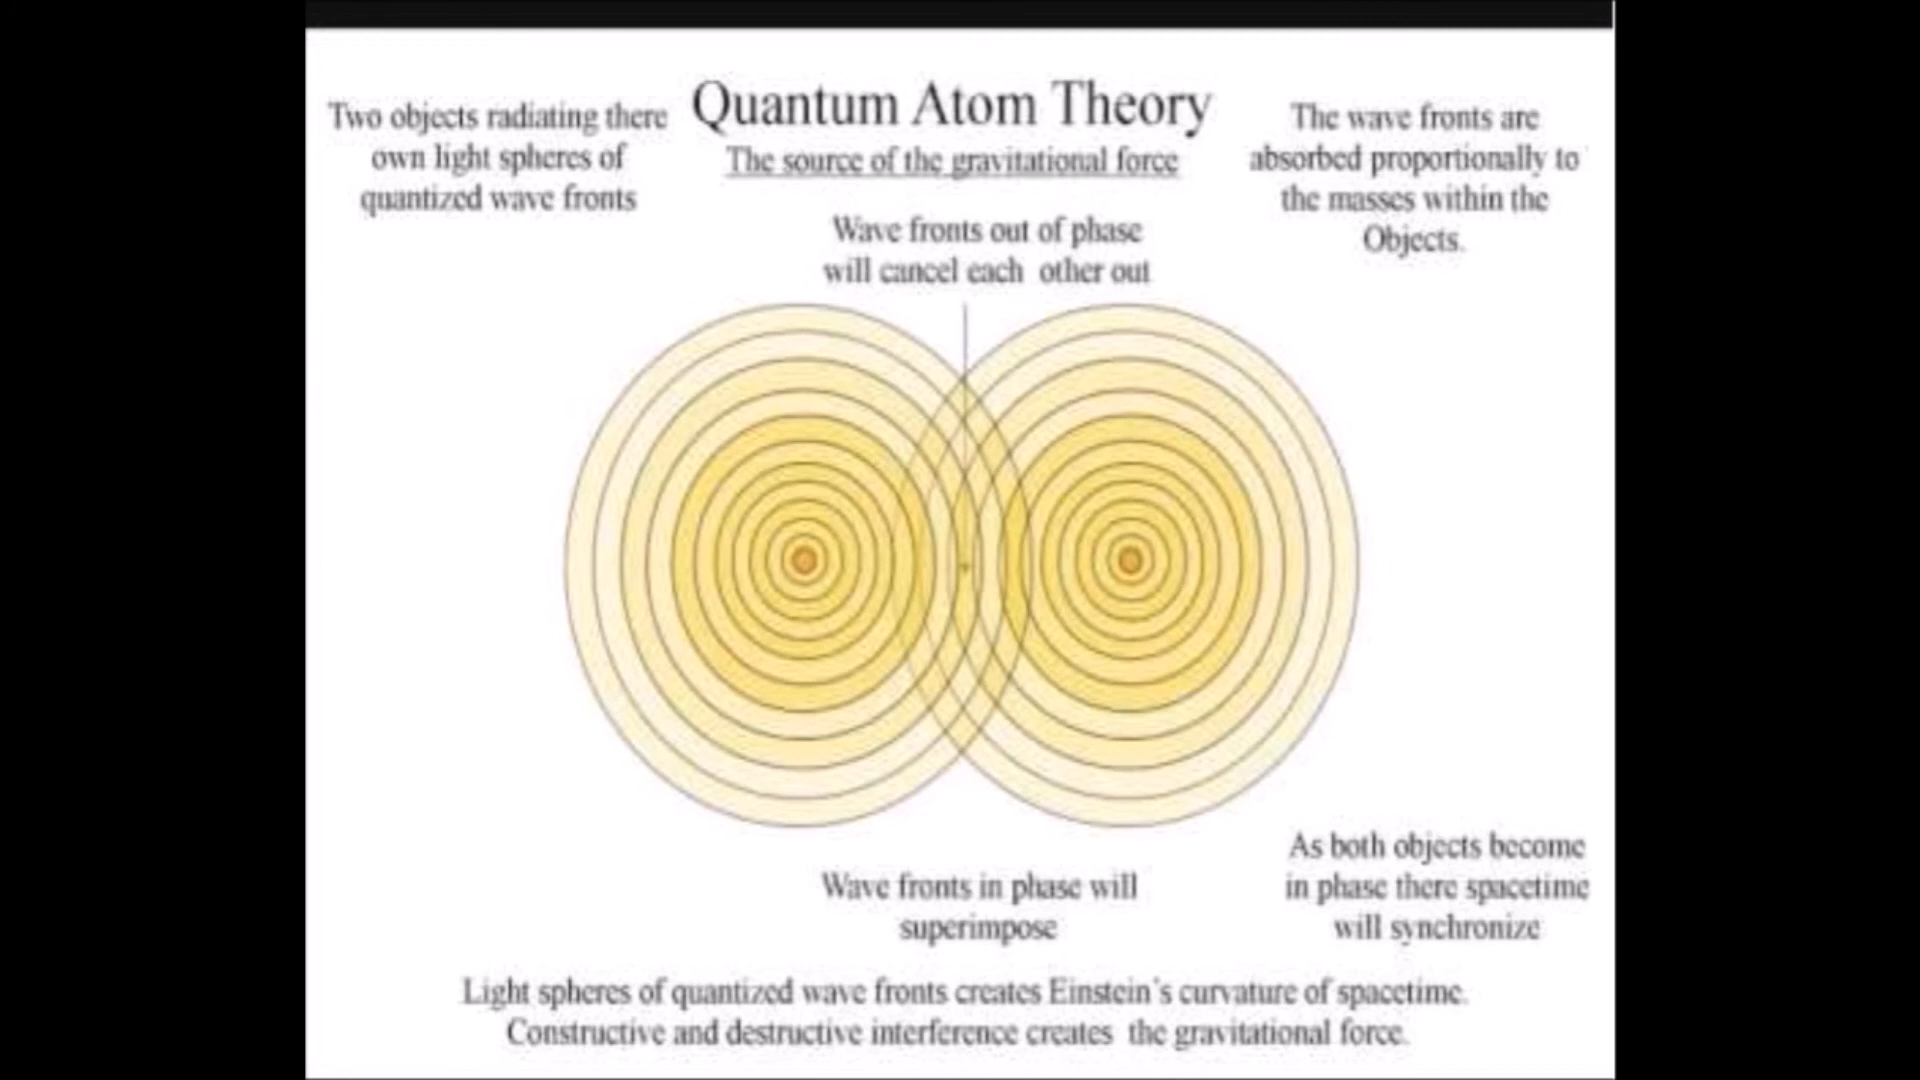 Quantum Atom Theory
The source of the gravitational force
Two objects radiating there
own light spheres of
quantized wave fronts
The wave fronts are
absorbed proportionally to
the masses within the
Objects.
Wave fronts out of phase
will cancel each other out
Wave fronts in phase will
superimpose
As both objects become
in phase there spacetime
will synchronize
Light spheres of quantized wave fronts creates Einstein's curvature of spacetime.
Constructive and destructive interference creates the gravitational force.